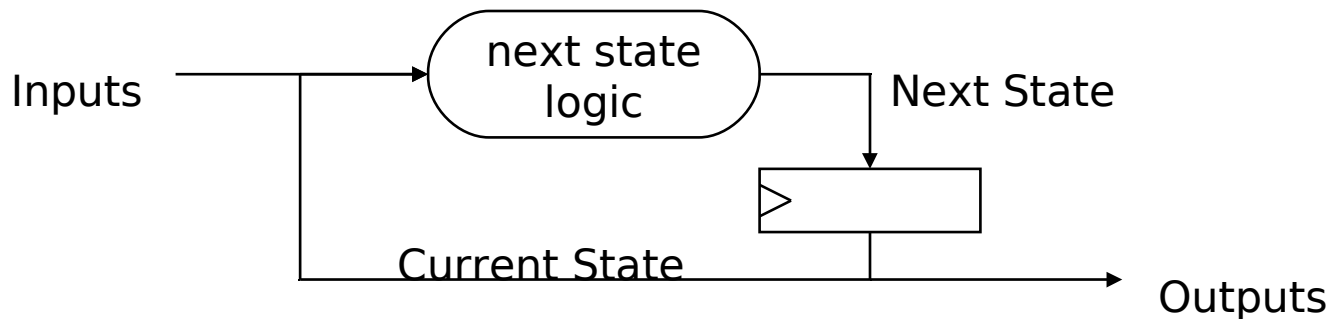 next state
logic
Inputs
Next State
Current State
Outputs